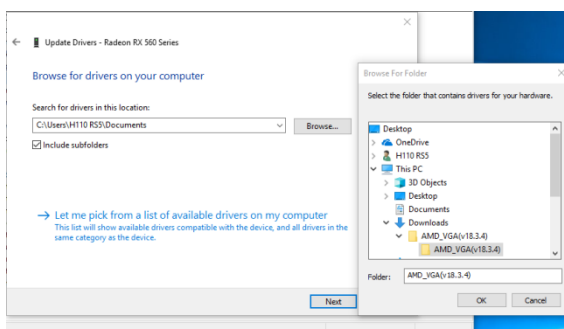 Update Drivers - Radeon RX 560 Series
Browse for drivers on your computer
Search for drivers in this location:
C:\Users\H110 RS5\Documents
Browse...
Include subfolders
Let me pick from a list of available drivers on my computer
This list will show available drivers compatible with the device, and all drivers in the
same category as the device.
Next
Browse For Folder
Select the folder that contains drivers for your hardware.
Desktop
OneDrive
H110 RS5
This PC
3D Objects
Desktop
Documents
Downloads
AMD_VGA(v18.3.4)
AMD_VGA(v18.3.4)
Folder:
AMD_VGA(v18.3.4)
OK
Cancel